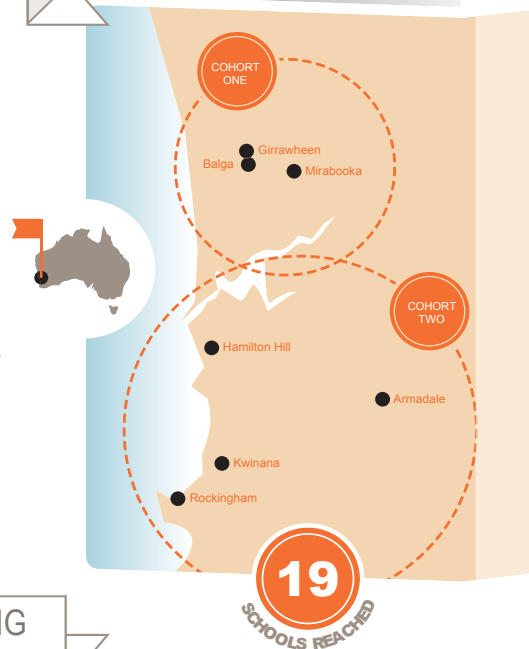 COHORT
ONE
Girrawheen
Balga
Mirabooka
COHORT
TWO
Hamilton Hill
Armadale
Kwinana
Rockingham
19
SCHOOLS REACHED